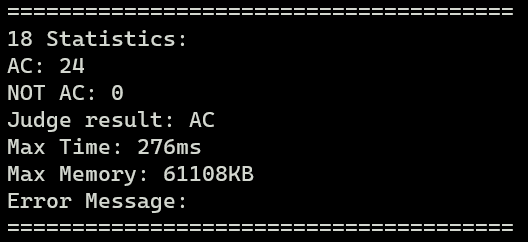 =======================================
18 Statistics:
AC: 24
NOT AC: 0
Judge result: AC
Max Time: 276ms
Max Memory: 61108KB
Error Message:
=======================================